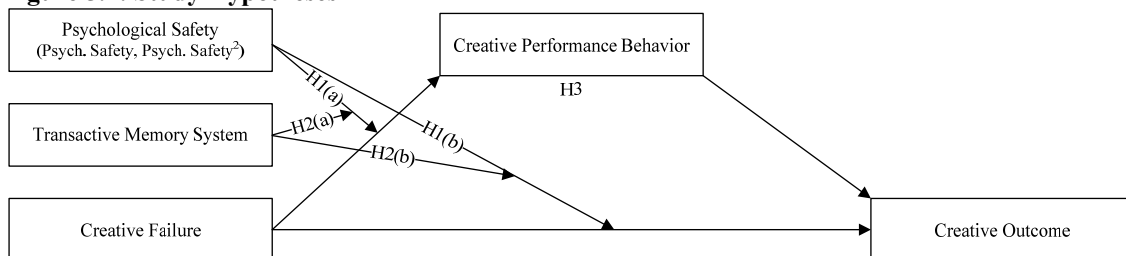 Psychological Safety
(Psych. Safety, Psych. Safety²)
Creative Performance Behavior
H3
H1(a)
H2(a)
H1(b)
H2(b)
Transactive Memory System
Creative Failure
Creative Outcome